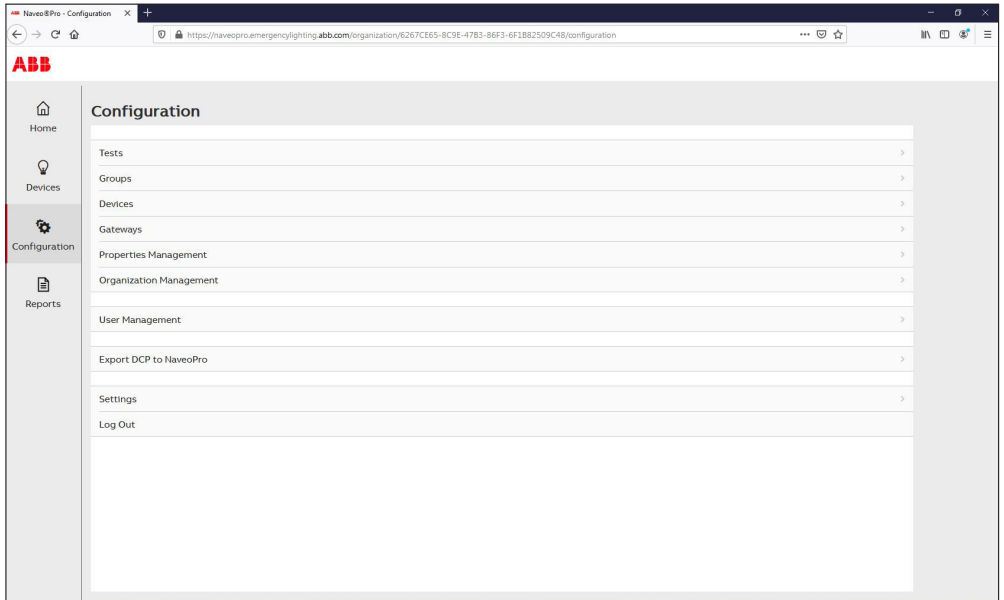 Naveo®Pro - Configuration
https://naveopro.emergencylighting.abb.com/organization/6267CE65-8C9E-47B3-86F3-6F1B82509C48/configuration
ABB
Configuration
Home
Devices
Configuration
Reports
Tests
Groups
Devices
Gateways
Properties Management
Organization Management
User Management
Export DCP to NaveoPro
Settings
Log Out